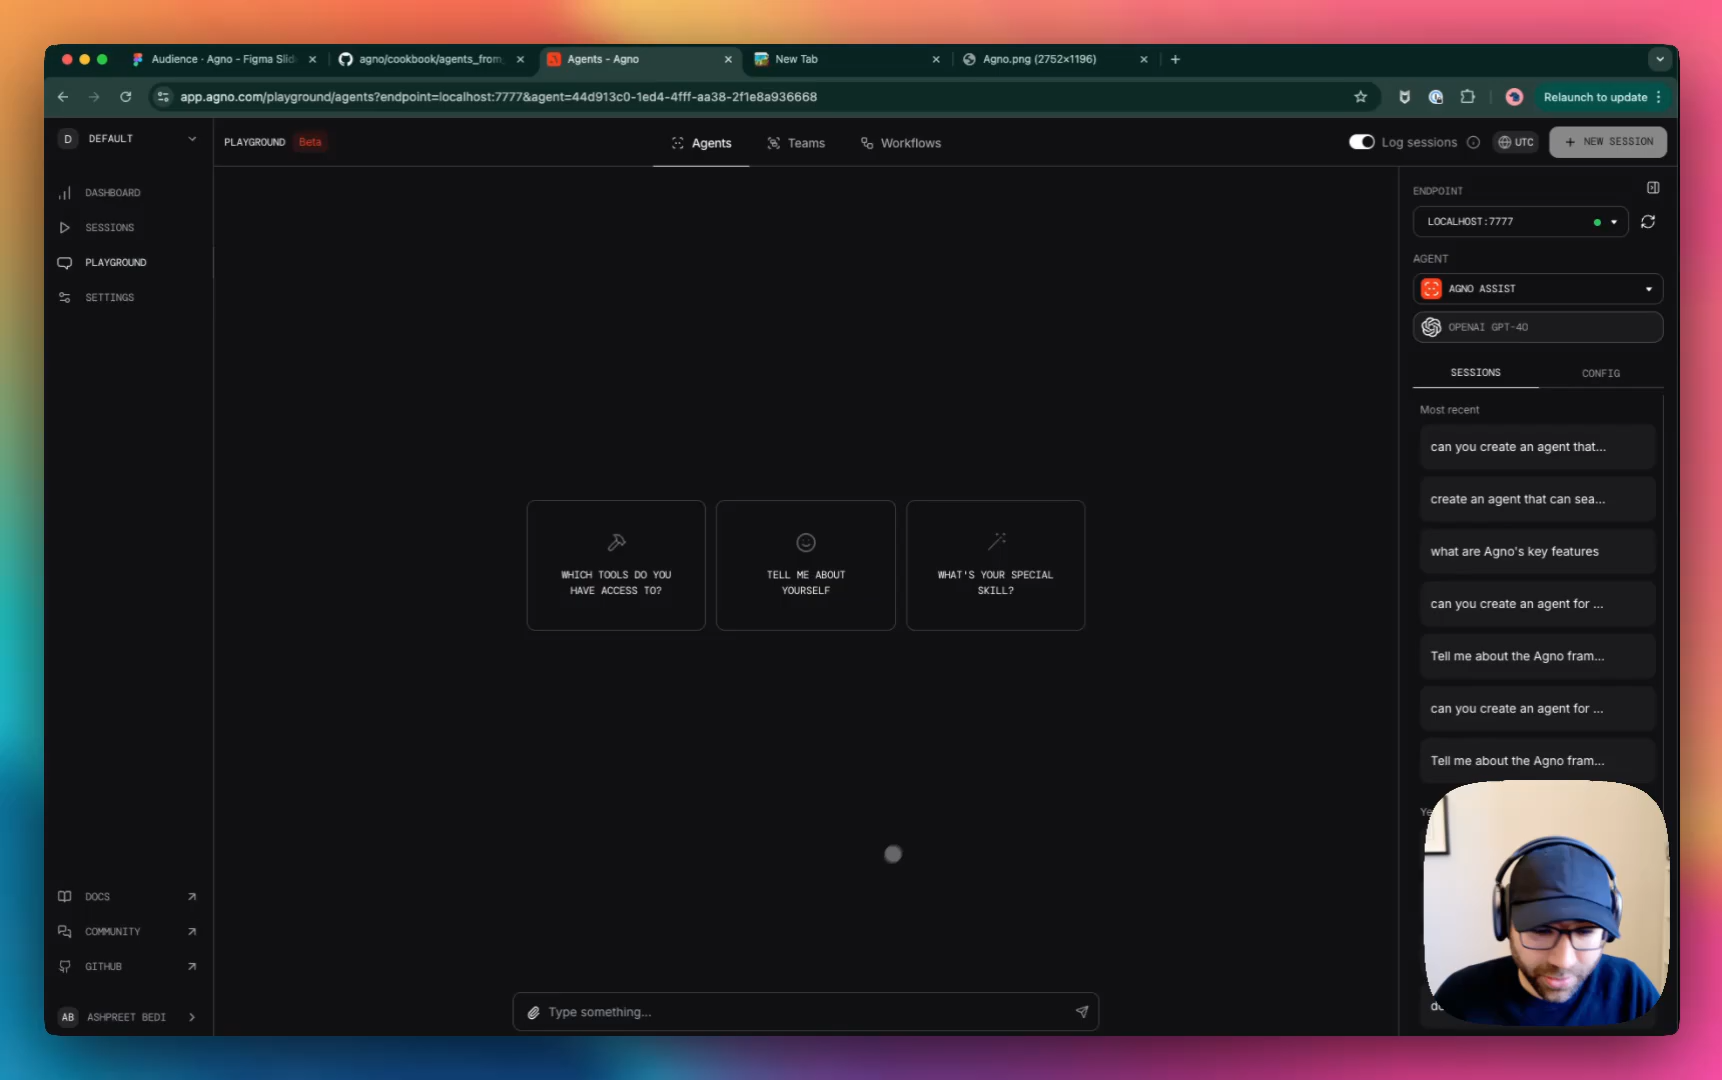 Audience · Agno - Figma Slid
agno/cookbook/agents_from_
Agents - Agno
New Tab
Agno.png (2752×1196)
app.agno.com/playground/agents?endpoint=localhost:7777&agent=44d913c0-1ed4-4fff-aa38-2f1e8a936668
Relaunch to update
D DEFAULT
PLAYGROUND Beta
Agents
Teams
Workflows
Log sessions
UTC
+ NEW SESSION
DASHBOARD
SESSIONS
PLAYGROUND
SETTINGS
DOCS
COMMUNITY
GITHUB
AB ASHPREET BEDI
WHICH TOOLS DO YOU
HAVE ACCESS TO?
TELL ME ABOUT
YOURSELF
WHAT'S YOUR SPECIAL
SKILL?
Type something...
ENDPOINT
LOCALHOST:7777
AGENT
AGNO ASSIST
OPENAI GPT-4O
SESSIONS
CONFIG
Most recent
can you create an agent that...
create an agent that can sea...
what are Agno's key features
can you create an agent for ...
Tell me about the Agno fram...
can you create an agent for ...
Tell me about the Agno fram...